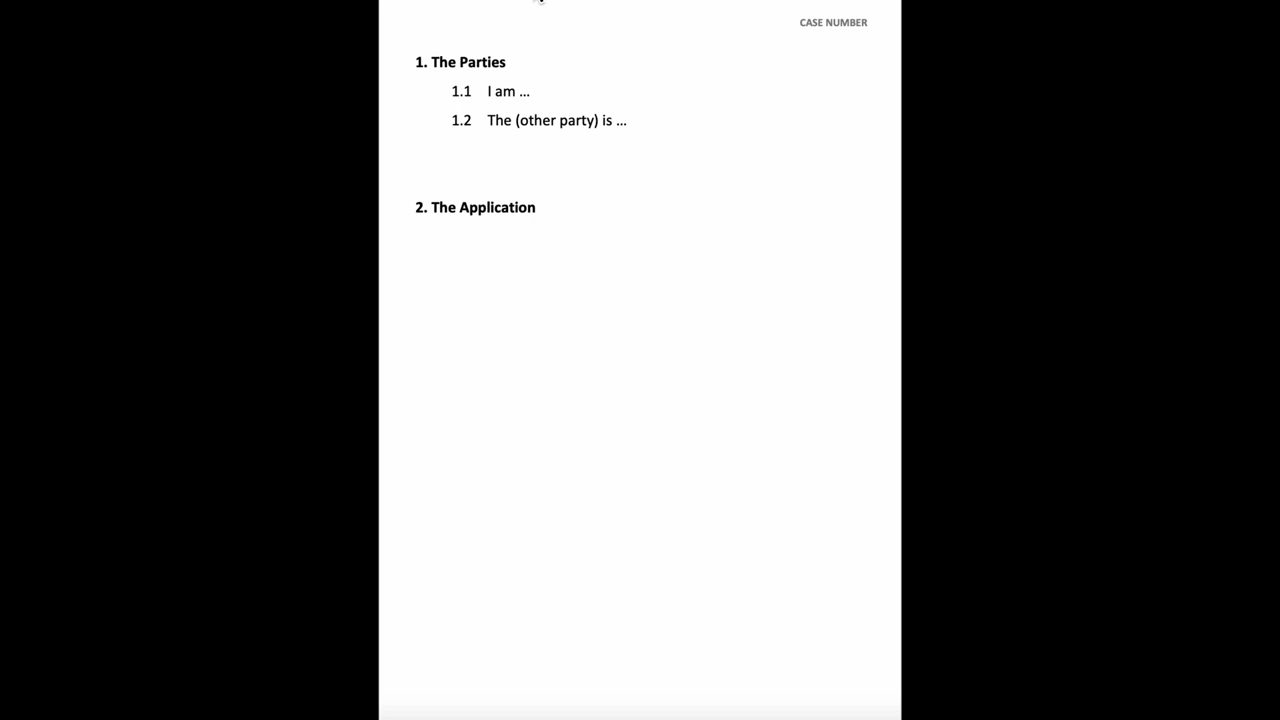 CASE NUMBER
1. The Parties
1.1 I am ...
1.2 The (other party) is ...
2. The Application